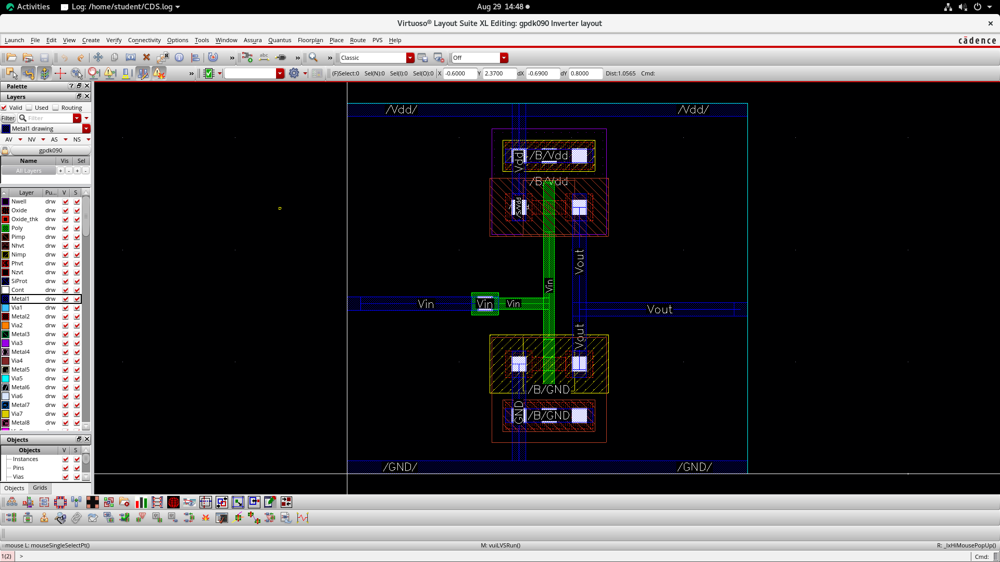 Activities
Log: /home/student/CDS.log
Aug 29 14:48
Virtuoso® Layout Suite XL Editing: gpdk090 Inverter layout
Launch File Edit View Create Verify Connectivity Options Tools Window Assura Quantus Floorplan Place Route PVS Help
cādence
» » » Classic Off
» (F)Select:0 Sel(N):0 Sel(I):0 Sel(O):0 X -0.6000 Y 2.3700 dX -0.6900 dY 0.8000 Dist:1.0565 Cmd:
Palette
Layers
Valid Used Routing
Filter Filter
Metal1 drawing
AV NV AS NS
gpdk090
Name Vis Sel
All Layers + - + -
Layer Pu... V S
Nwell drw
Oxide drw
Oxide_thk drw
Poly drw
Pimp drw
Nhvt drw
Nimp drw
Phvt drw
Nzvt drw
SiProt drw
Cont drw
Metal1 drw
Via1 drw
Metal2 drw
Via2 drw
Metal3 drw
Via3 drw
Metal4 drw
Via4 drw
Metal5 drw
Via5 drw
Metal6 drw
Via6 drw
Metal7 drw
Via7 drw
Metal8 drw
Objects
Objects V S
Instances
Pins
Vias
Objects Grids
/Vdd/ /Vdd/
Vdd
/B/Vdd
/B/Vdd
/S/Vdd
Vout
Vin
Vin Vin Vin
Vout
Vout
/B/GND
GND
/B/GND
/GND/ /GND/
mouse L: mouseSingleSelectPt() M: vuiLVSRun() R: _lxHiMousePopUp()
1(2) > Cmd: